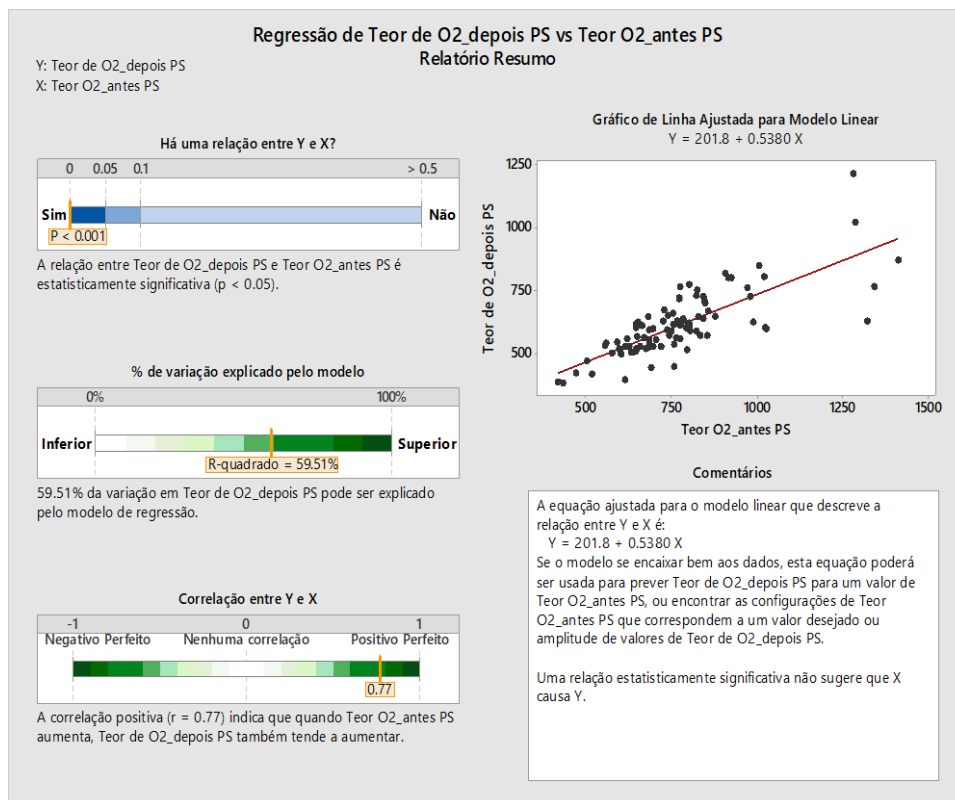 Regressão de Teor de O2_depois PS vs Teor O2_antes PS
Relatório Resumo
Y: Teor de O2_depois PS
X: Teor O2_antes PS
Há uma relação entre Y e X?
0 0.05 0.1 > 0.5
Sim Não
P < 0.001
A relação entre Teor de O2_depois PS e Teor O2_antes PS é
estatisticamente significativa (p < 0.05).
% de variação explicado pelo modelo
0% 100%
Inferior Superior
R-quadrado = 59.51%
59.51% da variação em Teor de O2_depois PS pode ser explicado
pelo modelo de regressão.
Correlação entre Y e X
-1 0 1
Negativo Perfeito Nenhuma correlação Positivo Perfeito
0.77
A correlação positiva (r = 0.77) indica que quando Teor O2_antes PS
aumenta, Teor de O2_depois PS também tende a aumentar.
Gráfico de Linha Ajustada para Modelo Linear
Y = 201.8 + 0.5380 X
1250
1000
750
500
Teor de O2_depois PS
500 750 1000 1250 1500
Teor O2_antes PS
Comentários
A equação ajustada para o modelo linear que descreve a
relação entre Y e X é:
Y = 201.8 + 0.5380 X
Se o modelo se encaixar bem aos dados, esta equação poderá
ser usada para prever Teor de O2_depois PS para um valor de
Teor O2_antes PS, ou encontrar as configurações de Teor
O2_antes PS que correspondem a um valor desejado ou
amplitude de valores de Teor de O2_depois PS.
Uma relação estatisticamente significativa não sugere que X
causa Y.